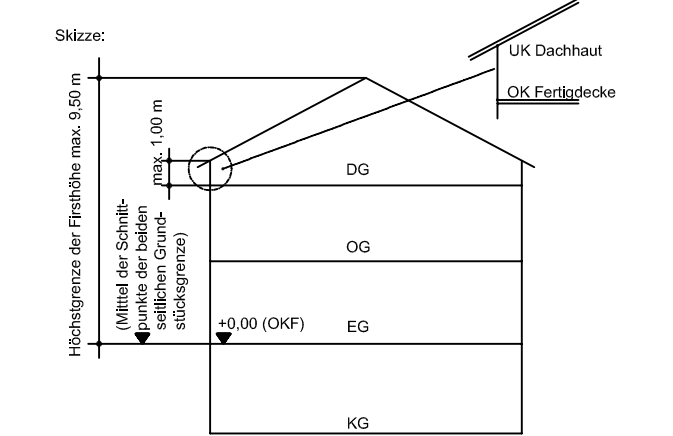 Skizze:
UK Dachhaut
OK Fertigdecke
Höchstgrenze der Firsthöhe max. 9,50 m
max. 1,00 m
(Mitttel der Schnitt-
punkte der beiden
seitlichen Grund-
stücksgrenze)
DG
OG
+0,00 (OKF)
EG
KG